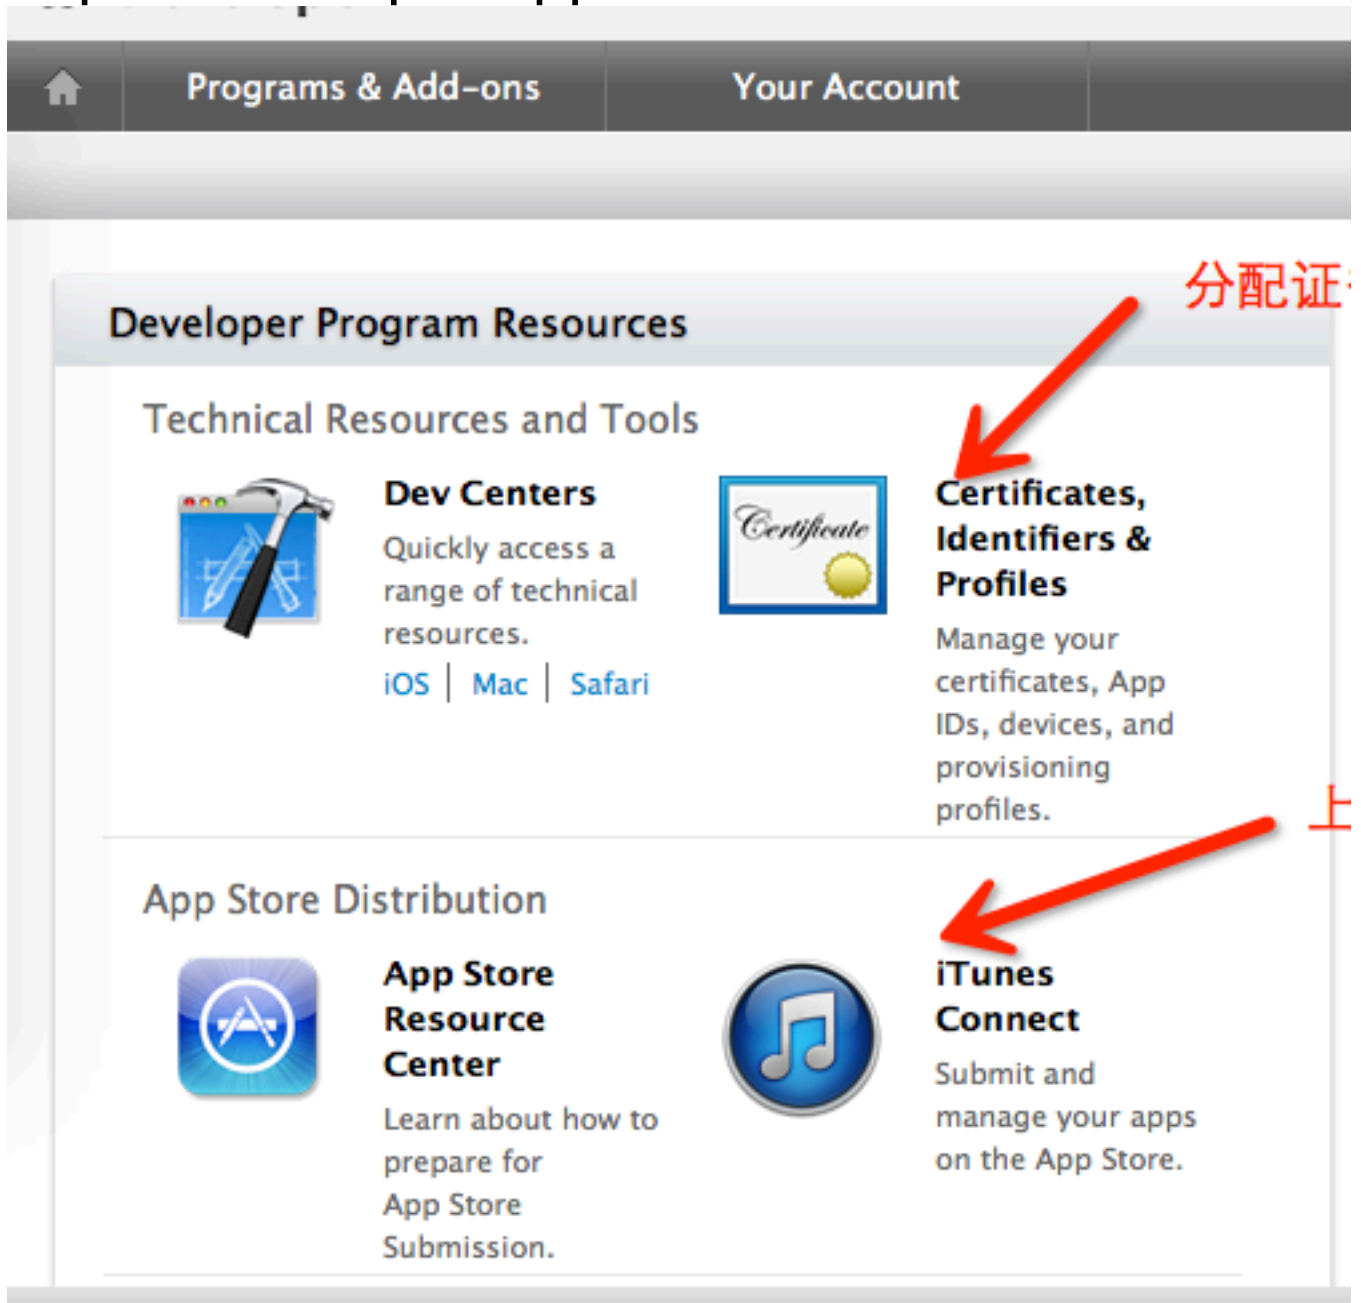 Programs & Add-ons
Your Account
分配证
Developer Program Resources
Technical Resources and Tools
Dev Centers
Quickly access a
range of technical
resources.
iOS | Mac | Safari
Certificate
Certificates,
Identifiers &
Profiles
Manage your
certificates, App
IDs, devices, and
provisioning
profiles.
上
App Store Distribution
App Store
Resource
Center
Learn about how to
prepare for
App Store
Submission.
iTunes
Connect
Submit and
manage your apps
on the App Store.